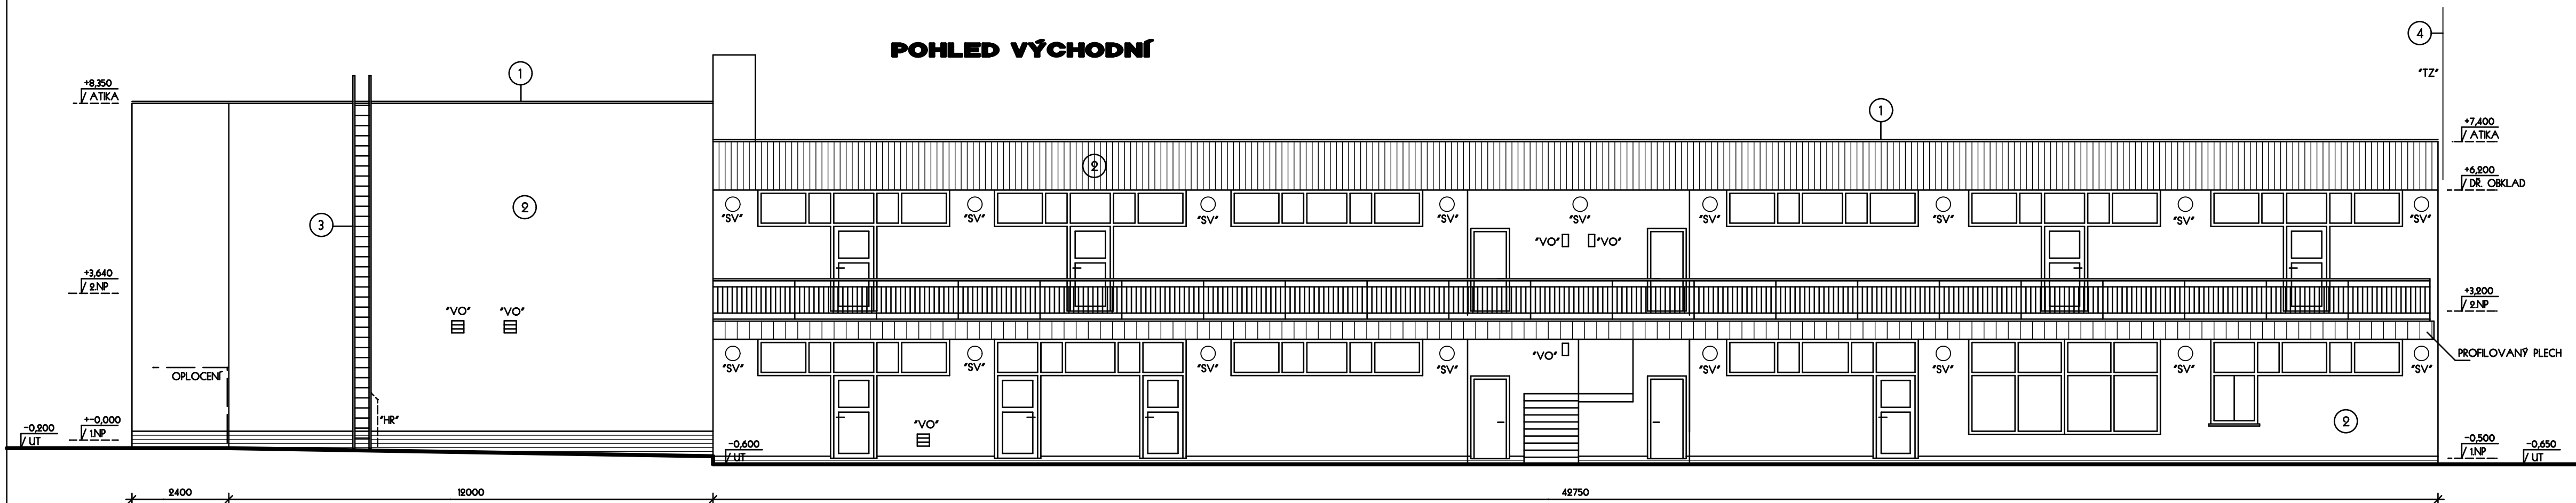 POHLED VÝCHODNÍ
4
"TZ"
1
+8,350
/ ATIKA
1
+7,400
/ ATIKA
2
+6,200
/ DŘ. OBKLAD
2
3
"SV" "SV" "SV" "SV" "SV" "SV" "SV" "SV" "SV"
"VO" "VO"
+3,640
/ 2.NP
+3,200
/ 2.NP
"VO" "VO"
PROFILOVANÝ PLECH
"VO"
"SV" "SV" "SV" "SV" "SV" "SV" "SV" "SV"
OPLOCENÍ
+-0,000
/ 1.NP
"HR"
"VO"
2
-0,200
/ UT
-0,600
/ UT
-0,500
/ 1.NP
-0,650
/ UT
2400 12000 42750